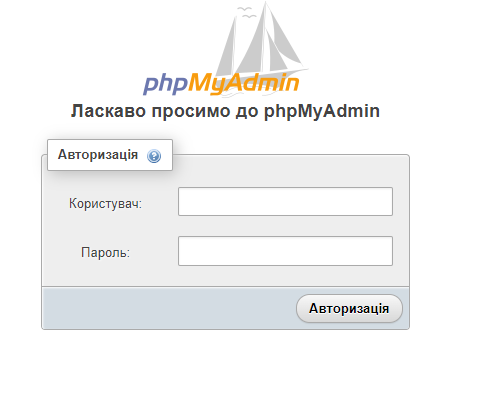 phpMyAdmin
Ласкаво просимо до phpMyAdmin
Авторизація ?
Користувач:
Пароль:
Авторизація